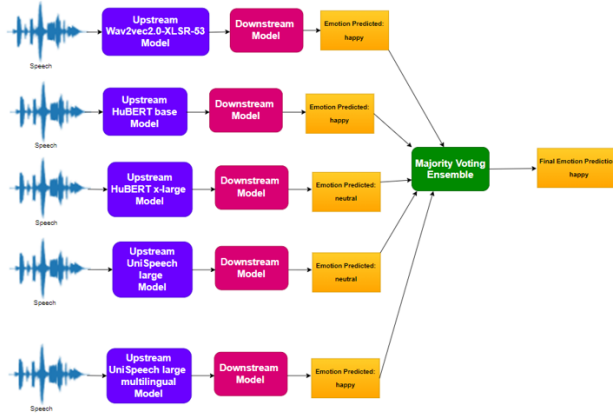 Speech
Upstream
Wav2vec2.0-XLSR-53
Model
Downstream
Model
Emotion Predicted:
happy
Speech
Upstream
HuBERT base
Model
Downstream
Model
Emotion Predicted:
happy
Speech
Upstream
HuBERT x-large
Model
Downstream
Model
Emotion Predicted:
neutral
Majority Voting
Ensemble
Final Emotion Prediction
happy
Speech
Upstream
UniSpeech
large
Model
Downstream
Model
Emotion Predicted:
neutral
Speech
Upstream
UniSpeech large
multilingual
Model
Downstream
Model
Emotion Predicted:
happy